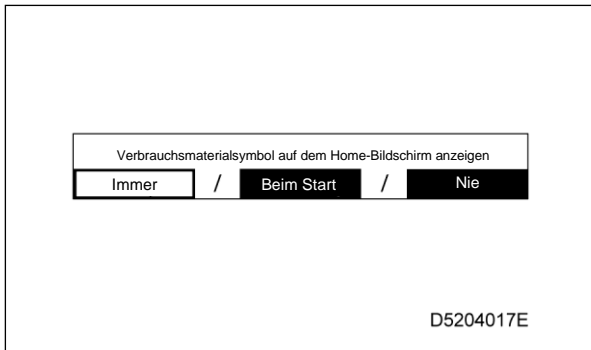 Verbrauchsmaterialsymbol auf dem Home-Bildschirm anzeigen
Immer / Beim Start / Nie
D5204017E